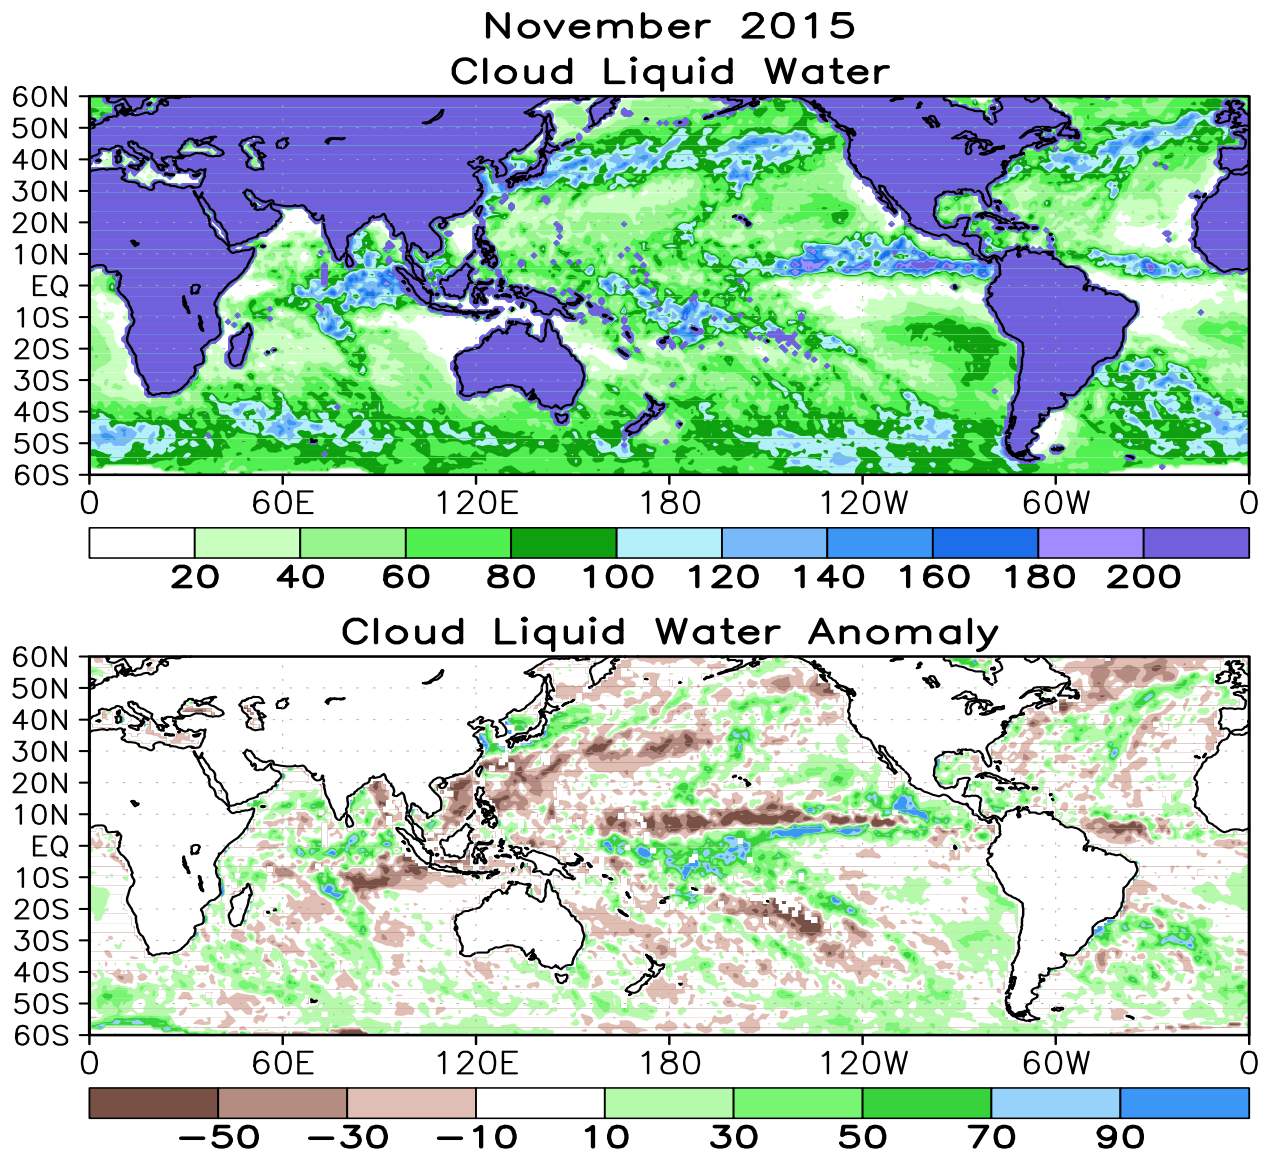 November 2015
Cloud Liquid Water
60N
50N
40N
30N
20N
10N
EQ
10S
20S
30S
40S
50S
60S
0 60E 120E 180 120W 60W 0
20 40 60 80 100 120 140 160 180 200
Cloud Liquid Water Anomaly
60N
50N
40N
30N
20N
10N
EQ
10S
20S
30S
40S
50S
60S
0 60E 120E 180 120W 60W 0
−50 −30 −10 10 30 50 70 90